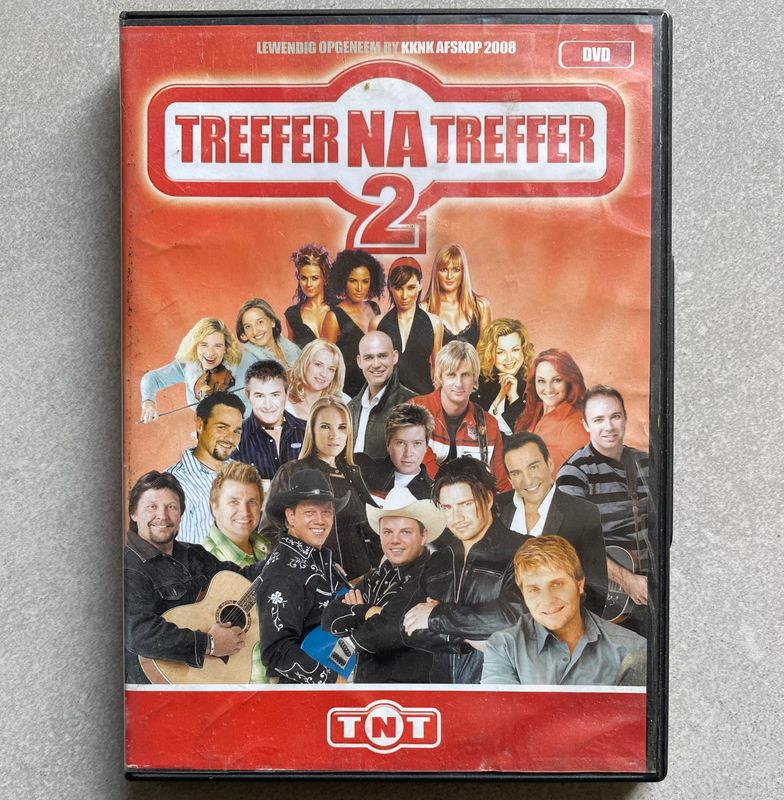 LEWENDIG OPGENEEM BY KKNK AFSKOP 2008
DVD
TREFFER NA TREFFER
2
TNT